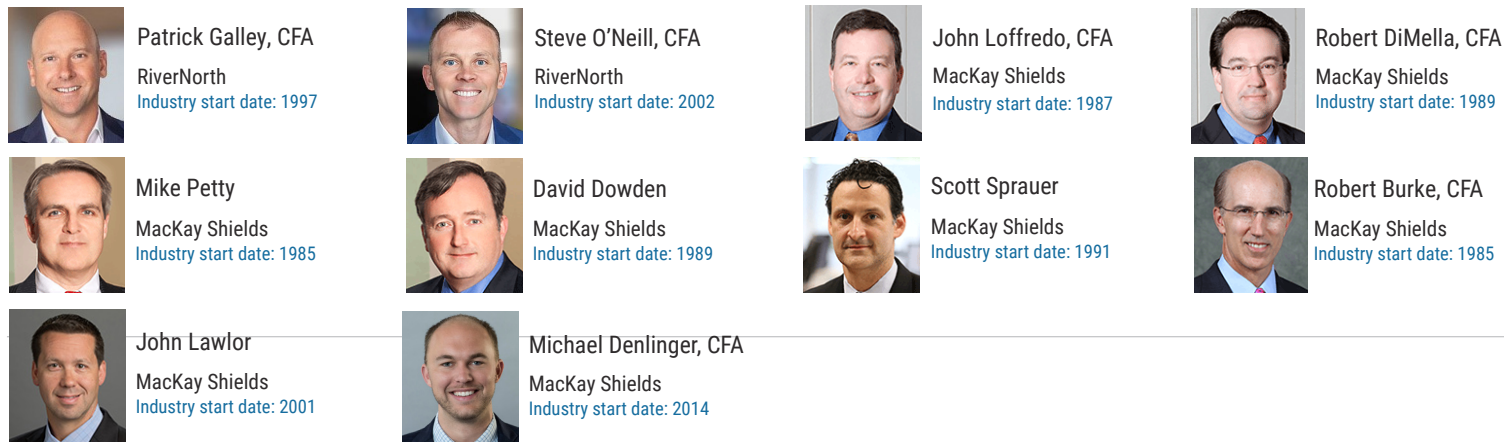 Patrick Galley, CFA
RiverNorth
Industry start date: 1997
Steve O’Neill, CFA
RiverNorth
Industry start date: 2002
John Loffredo, CFA
MacKay Shields
Industry start date: 1987
Robert DiMella, CFA
MacKay Shields
Industry start date: 1989
Mike Petty
MacKay Shields
Industry start date: 1985
David Dowden
MacKay Shields
Industry start date: 1989
Scott Sprauer
MacKay Shields
Industry start date: 1991
Robert Burke, CFA
MacKay Shields
Industry start date: 1985
John Lawlor
MacKay Shields
Industry start date: 2001
Michael Denlinger, CFA
MacKay Shields
Industry start date: 2014